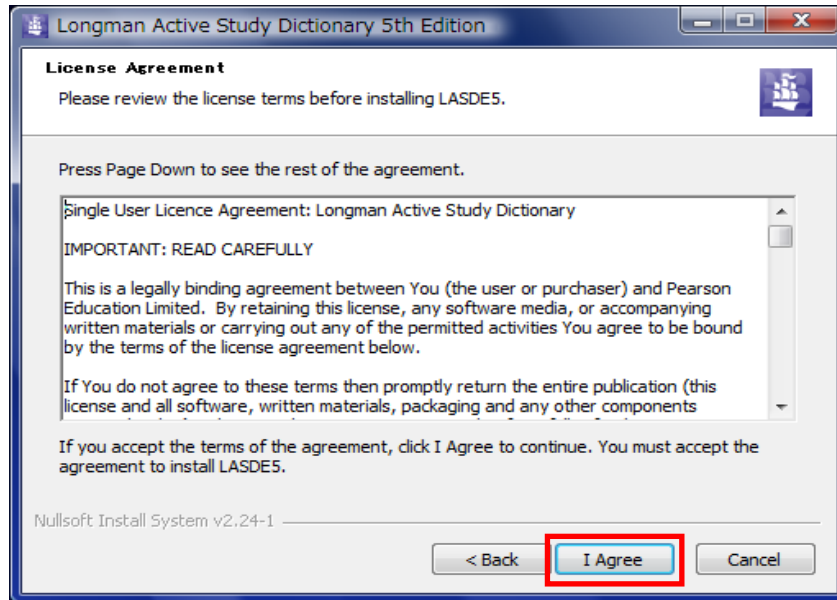 Longman Active Study Dictionary 5th Edition
License Agreement
Please review the license terms before installing LASDE5.
Press Page Down to see the rest of the agreement.
Single User Licence Agreement: Longman Active Study Dictionary
IMPORTANT: READ CAREFULLY
This is a legally binding agreement between You (the user or purchaser) and Pearson
Education Limited.  By retaining this license, any software media, or accompanying
written materials or carrying out any of the permitted activities You agree to be bound
by the terms of the license agreement below.
If You do not agree to these terms then promptly return the entire publication (this
license and all software, written materials, packaging and any other components
If you accept the terms of the agreement, click I Agree to continue. You must accept the
agreement to install LASDE5.
Nullsoft Install System v2.24-1
< Back I Agree Cancel